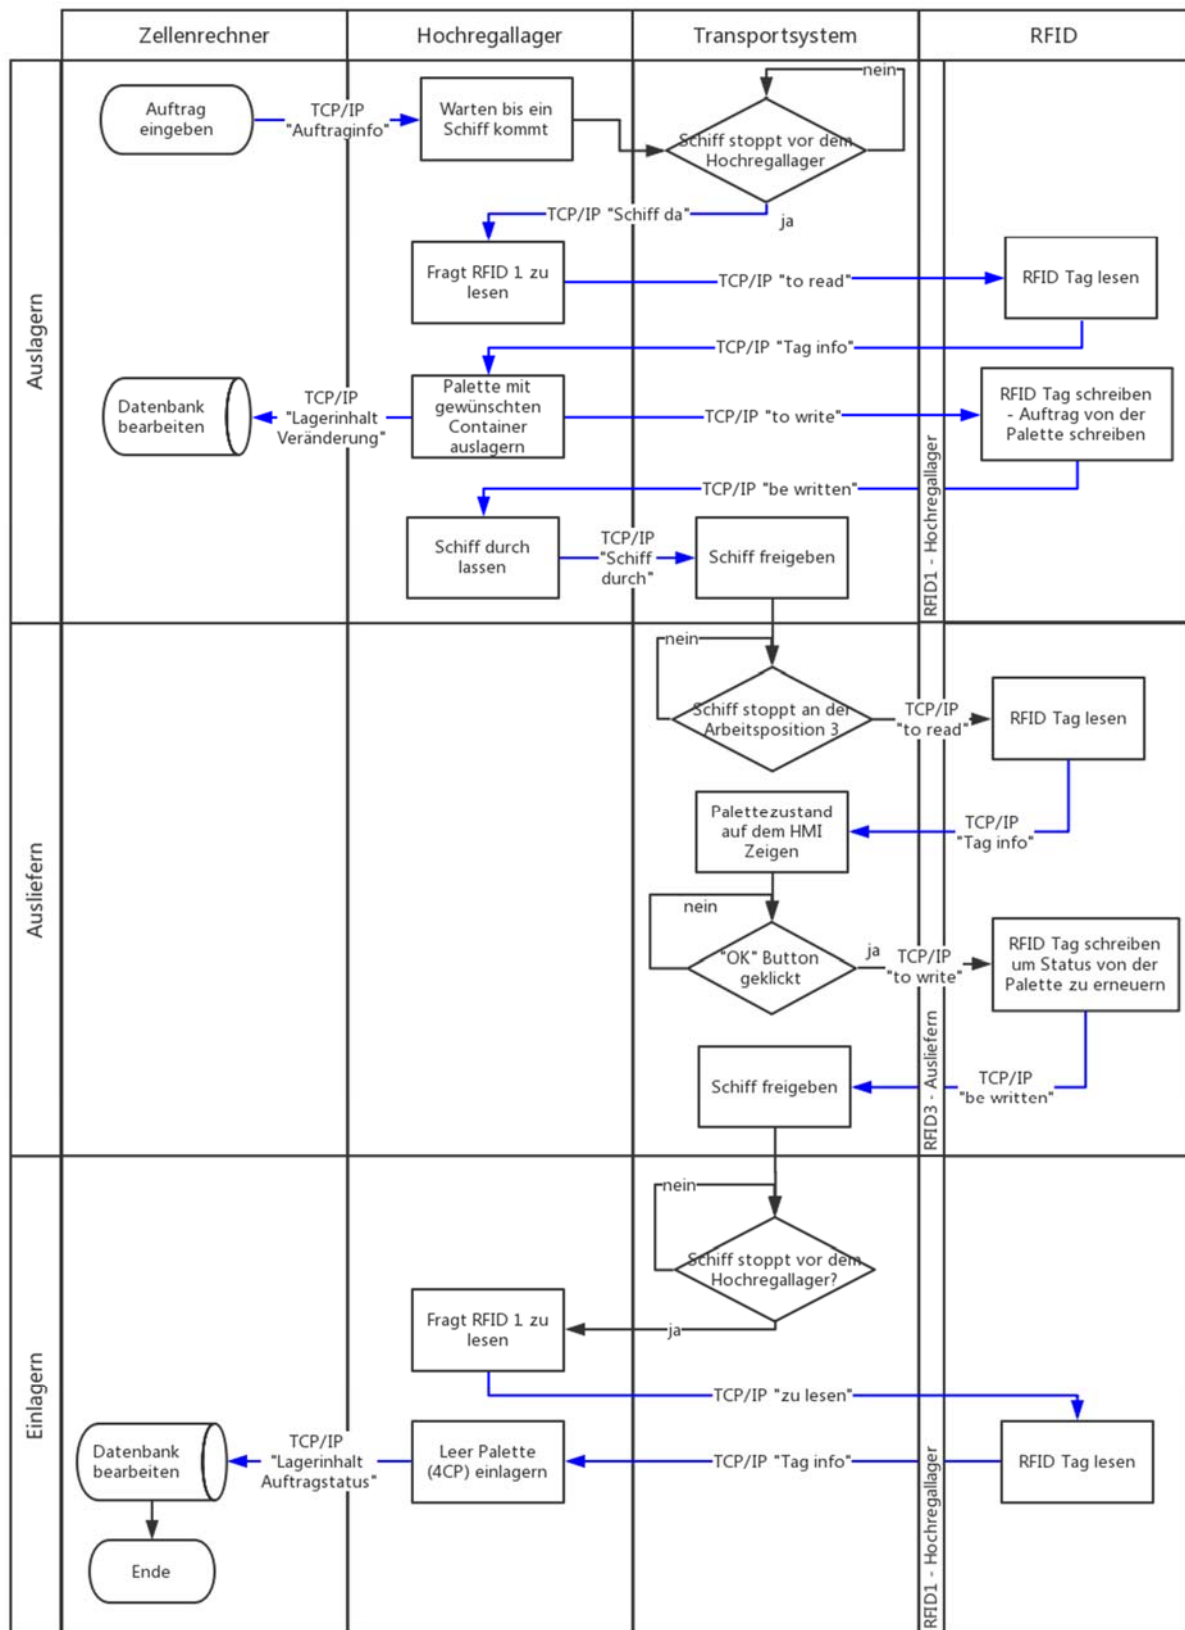 Zellenrechner
Hochregallager
Transportsystem
RFID
Auslagern
Auftrag
eingeben
TCP/IP
"Auftraginfo"
Warten bis ein
Schiff kommt
nein
Schiff stoppt vor dem
Hochregallager
TCP/IP "Schiff da"
ja
Fragt RFID 1 zu
lesen
TCP/IP "to read"
RFID Tag lesen
TCP/IP "Tag info"
Datenbank
bearbeiten
TCP/IP
"Lagerinhalt
Veränderung"
Palette mit
gewünschten
Container
auslagern
TCP/IP "to write"
RFID Tag schreiben
- Auftrag von der
Palette schreiben
TCP/IP "be written"
Schiff durch
lassen
TCP/IP
"Schiff
durch"
Schiff freigeben
RFID1 - Hochregallager
Ausliefern
nein
Schiff stoppt an der
Arbeitsposition 3
TCP/IP
"to read"
RFID Tag lesen
Palettezustand
auf dem HMI
Zeigen
TCP/IP
"Tag info"
nein
"OK" Button
geklickt
ja
TCP/IP
"to write"
RFID Tag schreiben
um Status von der
Palette zu erneuern
Schiff freigeben
TCP/IP
"be written"
RFID3 - Ausliefern
Einlagern
nein
Schiff stoppt vor dem
Hochregallager?
Fragt RFID 1 zu
lesen
ja
TCP/IP "zu lesen"
Datenbank
bearbeiten
TCP/IP
"Lagerinhalt
Auftragstatus"
Leer Palette
(4CP) einlagern
TCP/IP "Tag info"
RFID Tag lesen
Ende
RFID1 - Hochregallager